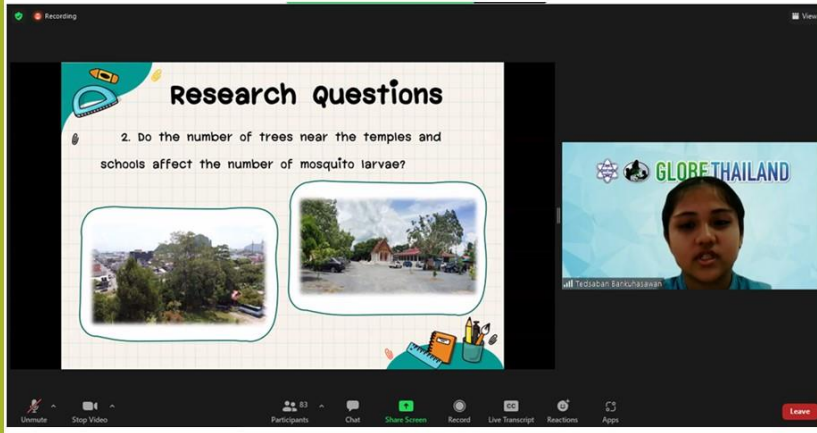 Recording
View
Research Questions
2. Do the number of trees near the temples and
schools affect the number of mosquito larvae?
GLOBE THAILAND
Tedsaban Bankuhasawan
Unmute
Stop Video
83
Participants
Chat
Share Screen
CC
Record
Live Transcript
Reactions
Apps
Leave